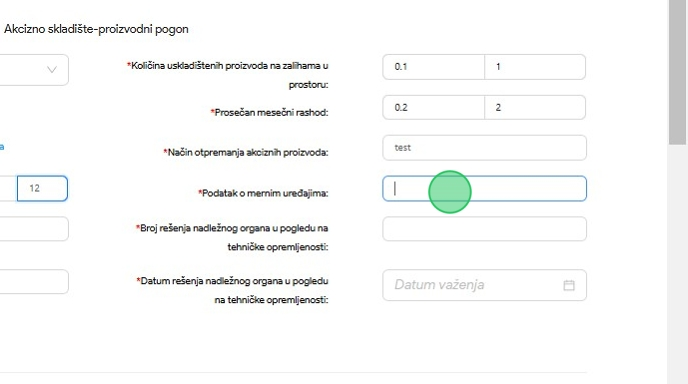 Akcizno skladište-proizvodni pogon
*Količina uskladištenih proizvoda na zalihama u
prostoru:
0.1
1
*Prosečan mesečni rashod:
0.2
2
*Način otpremanja akciznih proizvoda:
test
12
*Podatak o mernim uređajima:
*Broj rešenja nadležnog organa u pogledu na
tehničke opremljenosti:
*Datum rešenja nadležnog organa u pogledu
na tehničke opremljenosti:
Datum važenja